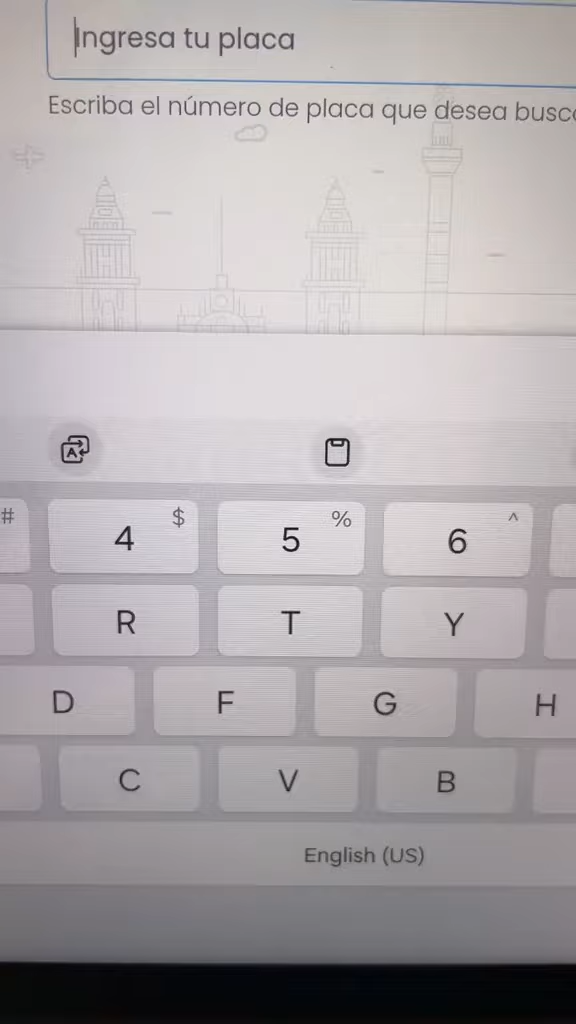 Ingresa tu placa
Escriba el número de placa que desea busc
# 4 $ 5 % 6 ^
R T Y
D F G H
C V B
English (US)